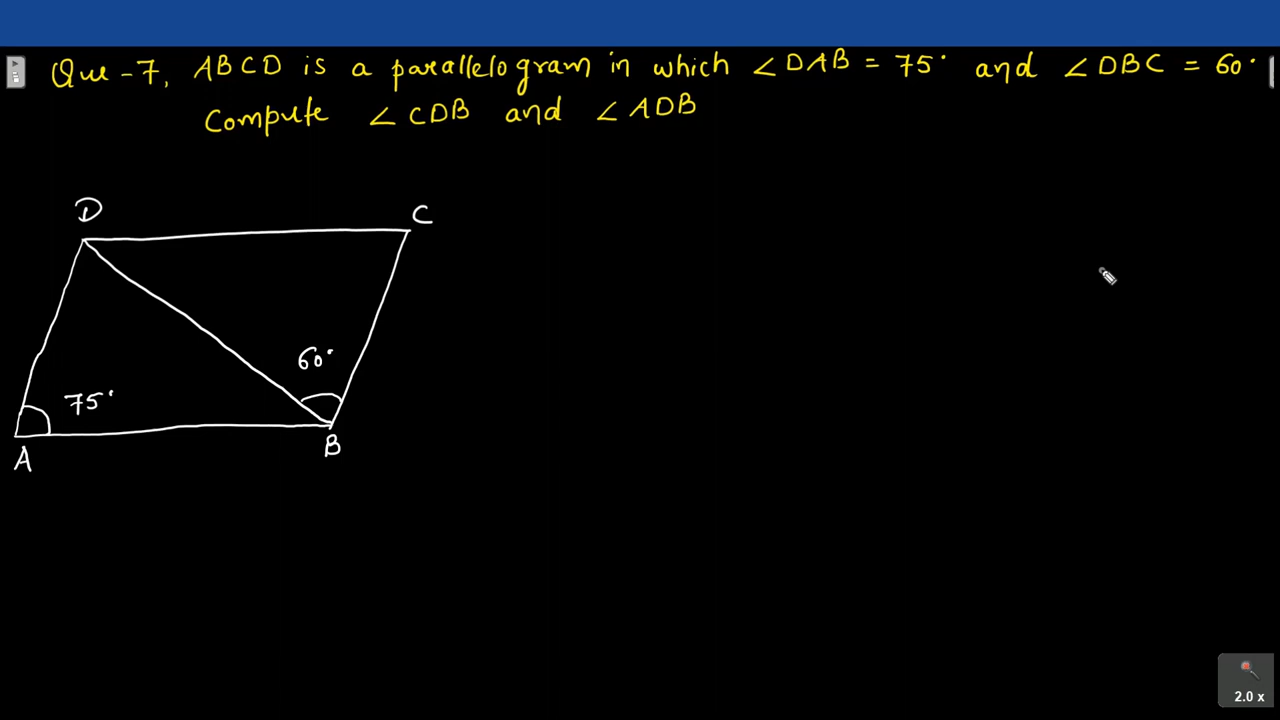 Que - 7, ABCD is a parallelogram in which ∠DAB = 75° and ∠DBC = 60°
Compute ∠CDB and ∠ADB
D
C
60°
75°
A
B
2.0 x